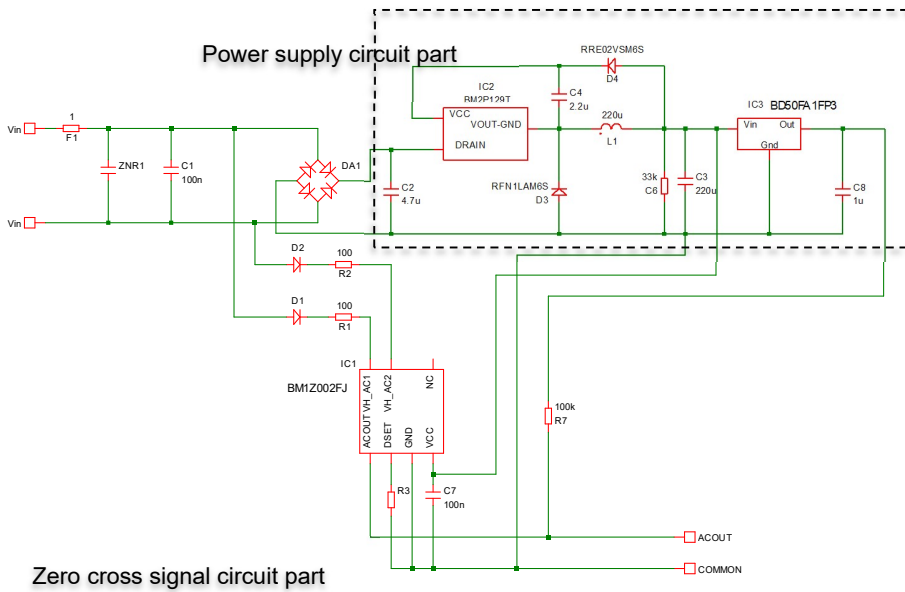 Power supply circuit part
RRE02VSM6S
D4
IC2
BM2P129T
C4
2.2u
220u
L1
IC3
BD50FA1FP3
VCC
VOUT-GND
DRAIN
Vin
Out
Gnd
Vin
1
F1
ZNR1
C1
100n
DA1
C2
4.7u
RFN1LAM6S
D3
33k
C6
C3
220u
C8
1u
Vin
D2
100
R2
D1
100
R1
IC1
BM1Z002FJ
VH_AC1
VH_AC2
NC
ACOUT
DSET
GND
VCC
100k
R7
R3
C7
100n
ACOUT
COMMON
Zero cross signal circuit part